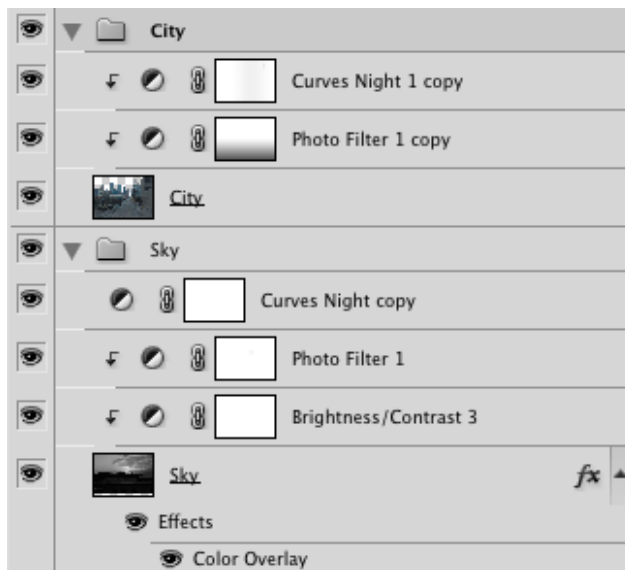 City
Curves Night 1 copy
Photo Filter 1 copy
City
Sky
Curves Night copy
Photo Filter 1
Brightness/Contrast 3
Sky
fx
Effects
Color Overlay